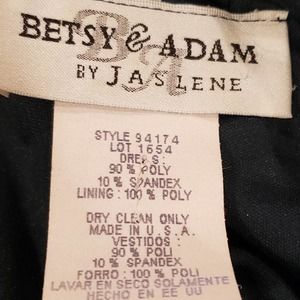 BETSY & ADAM
BA
BY JASLENE
STYLE 94174
LOT 1654
DRESS:
90 % POLY
10 % SPANDEX
LINING: 100% POLY
DRY CLEAN ONLY
MADE IN U.S.A.
VESTIDOS:
90 % POLI
10 % SPANDEX
FORRO: 100 % POLI
LAVAR EN SECO SOLAMENTE
HECHO EN EE UU